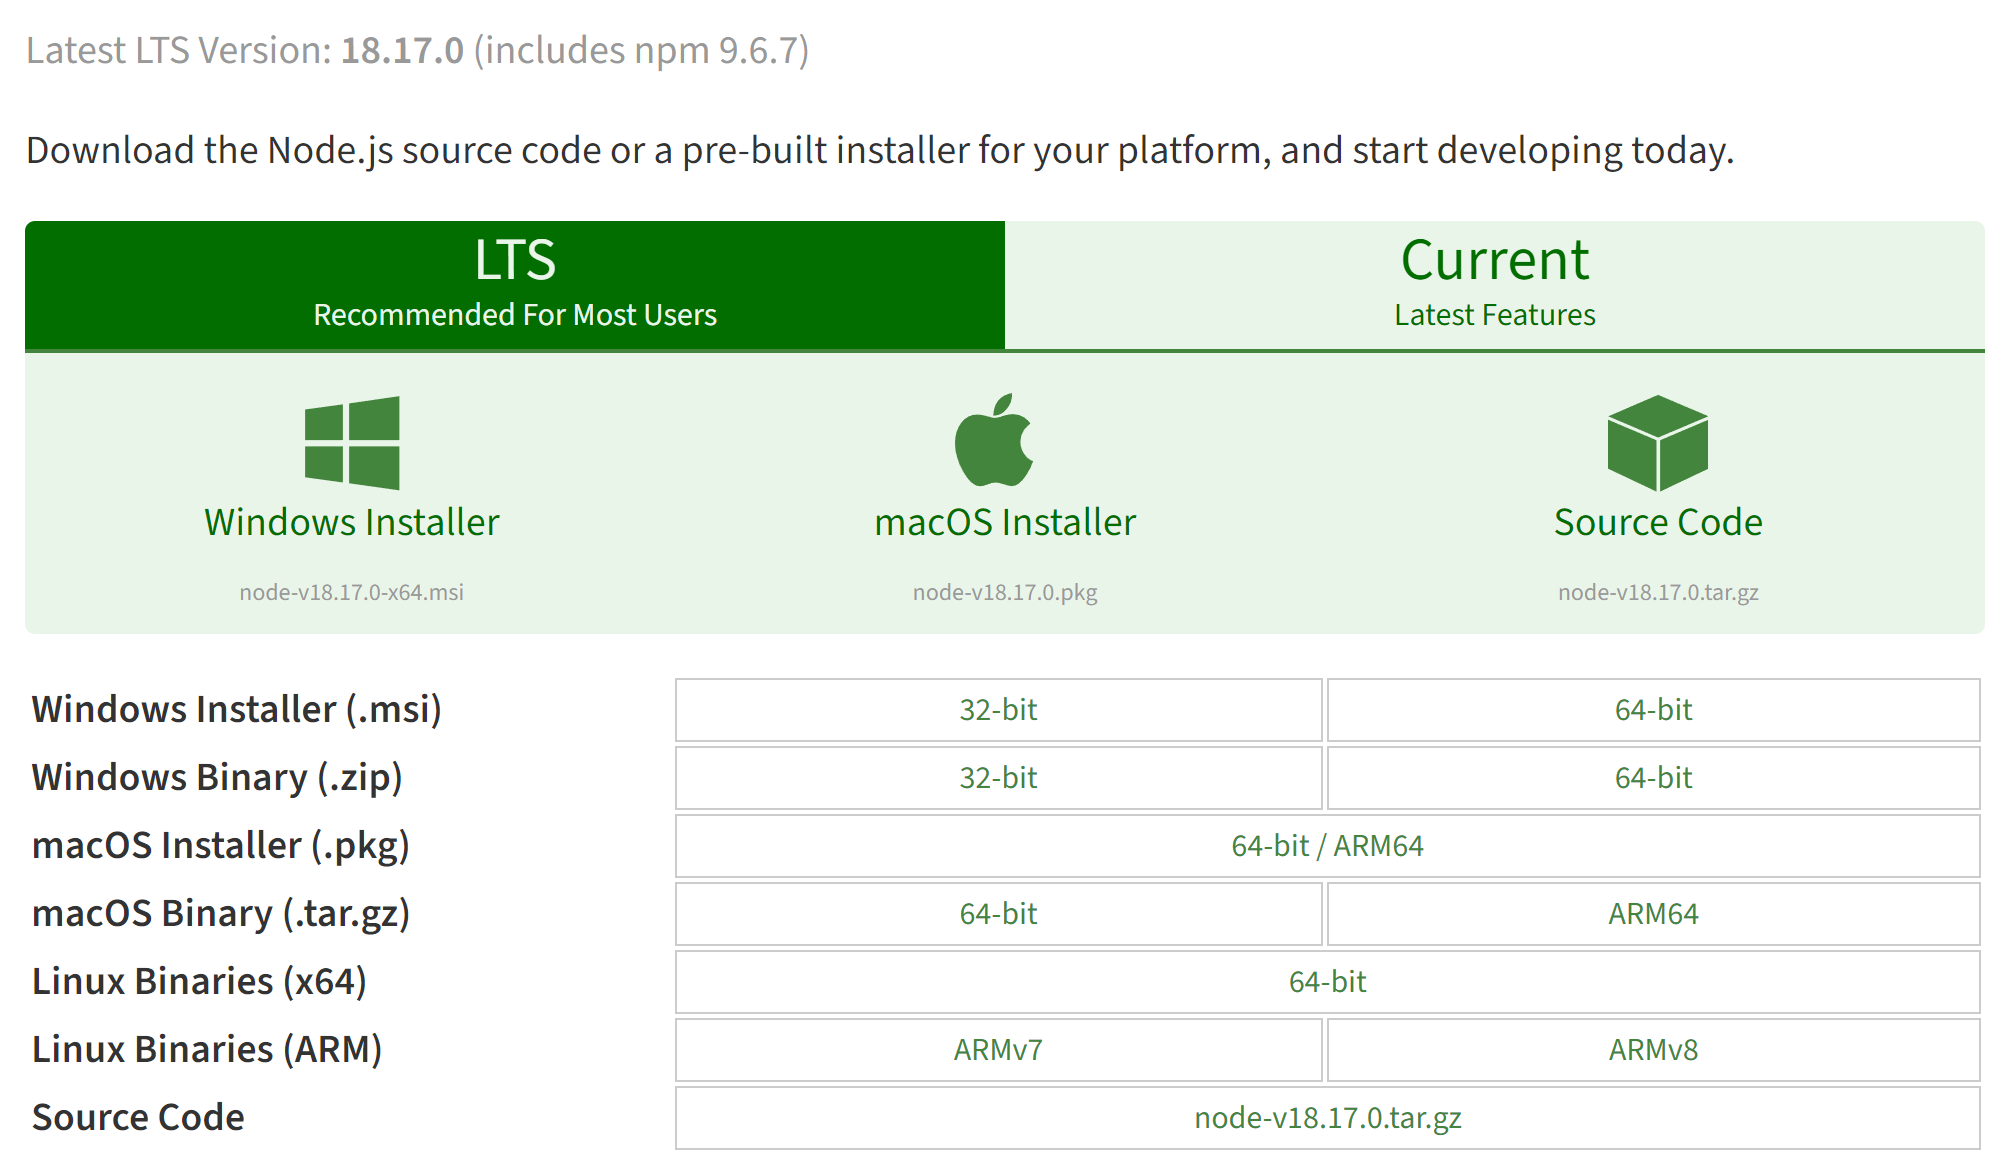 Latest LTS Version: 18.17.0 (includes npm 9.6.7)
Download the Node.js source code or a pre-built installer for your platform, and start developing today.
LTS
Recommended For Most Users
Current
Latest Features
Windows Installer
node-v18.17.0-x64.msi
macOS Installer
node-v18.17.0.pkg
Source Code
node-v18.17.0.tar.gz
Windows Installer (.msi) 32-bit 64-bit
Windows Binary (.zip) 32-bit 64-bit
macOS Installer (.pkg) 64-bit / ARM64
macOS Binary (.tar.gz) 64-bit ARM64
Linux Binaries (x64) 64-bit
Linux Binaries (ARM) ARMv7 ARMv8
Source Code node-v18.17.0.tar.gz